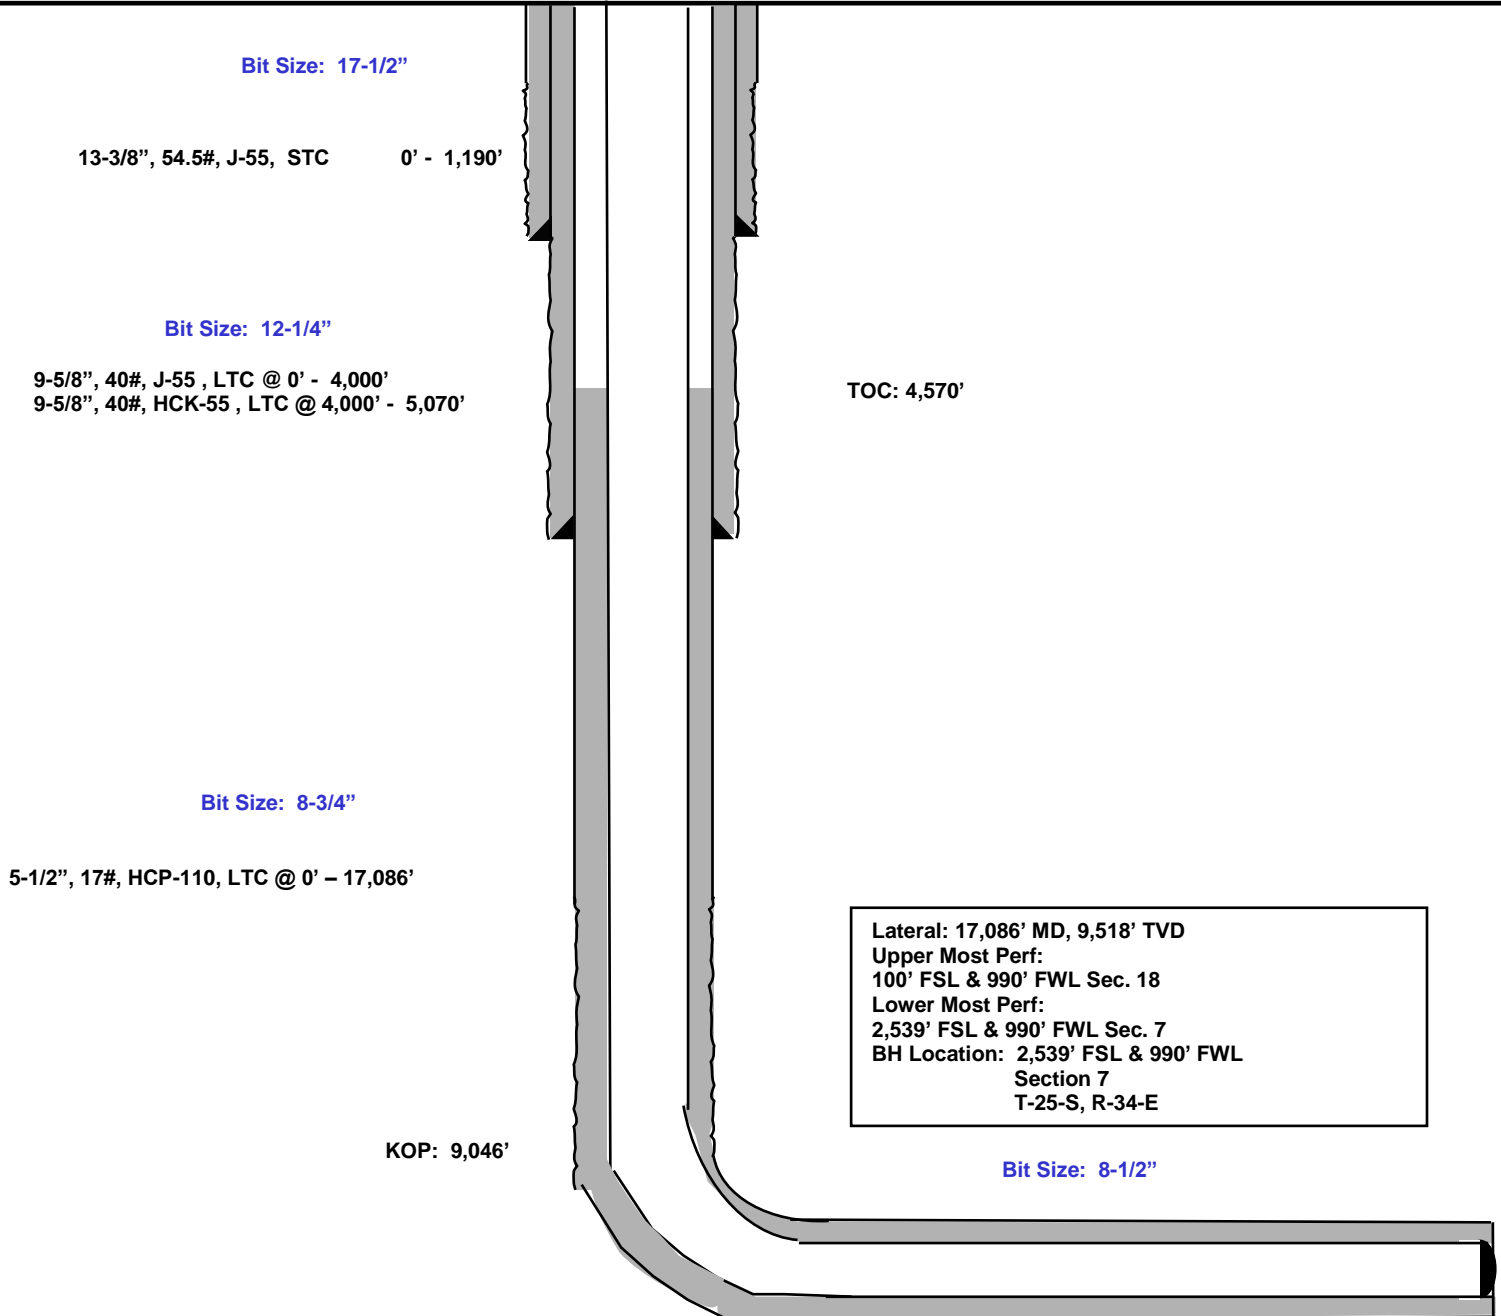 Bit Size: 17-1/2”
13-3/8”, 54.5#, J-55, STC 0’ - 1,190’
Bit Size: 12-1/4”
9-5/8”, 40#, J-55 , LTC @ 0’ - 4,000’
9-5/8”, 40#, HCK-55 , LTC @ 4,000’ - 5,070’
TOC: 4,570’
Bit Size: 8-3/4”
5-1/2”, 17#, HCP-110, LTC @ 0’ – 17,086’
Lateral: 17,086’ MD, 9,518’ TVD
Upper Most Perf:
100’ FSL & 990’ FWL Sec. 18
Lower Most Perf:
2,539’ FSL & 990’ FWL Sec. 7
BH Location: 2,539’ FSL & 990’ FWL
Section 7
T-25-S, R-34-E
KOP: 9,046’
Bit Size: 8-1/2”